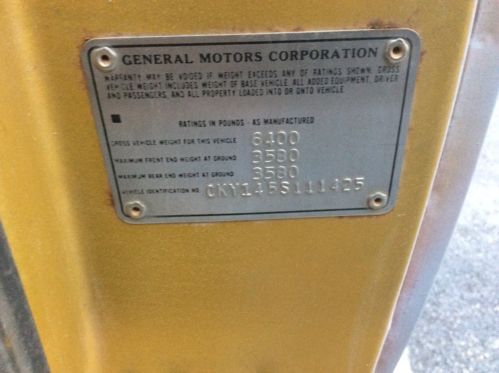 GENERAL MOTORS CORPORATION
WARRANTY MAY BE VOIDED IF WEIGHT EXCEEDS ANY OF RATINGS SHOWN. GROSS
VEHICLE WEIGHT INCLUDES WEIGHT OF BASE VEHICLE, ALL ADDED EQUIPMENT, DRIVER
AND PASSENGERS, AND ALL PROPERTY LOADED INTO OR ONTO VEHICLE.
RATINGS IN POUNDS - AS MANUFACTURED
GROSS VEHICLE WEIGHT FOR THIS VEHICLE 6400
MAXIMUM FRONT END WEIGHT AT GROUND 3580
MAXIMUM REAR END WEIGHT AT GROUND 3580
VEHICLE IDENTIFICATION NO. CKY145S111425